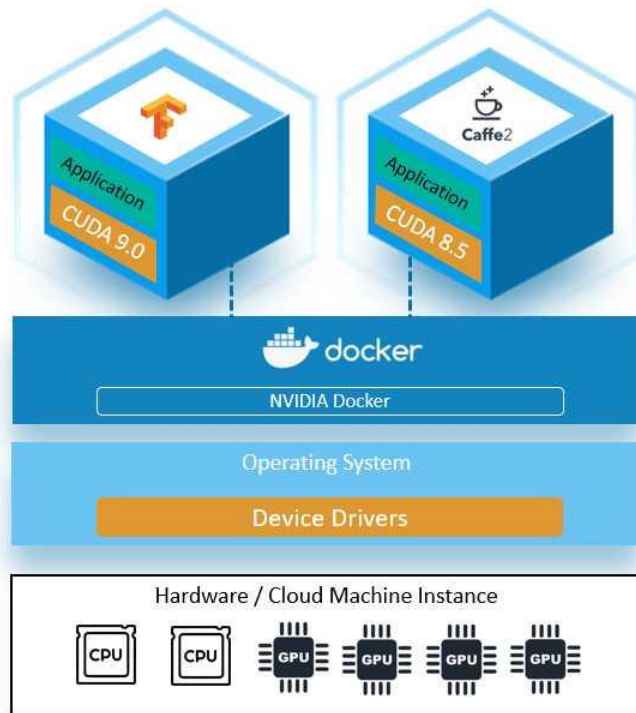 Caffe2
Application
CUDA 9.0
Application
CUDA 8.5
docker
NVIDIA Docker
Operating System
Device Drivers
Hardware / Cloud Machine Instance
CPU CPU GPU GPU GPU GPU